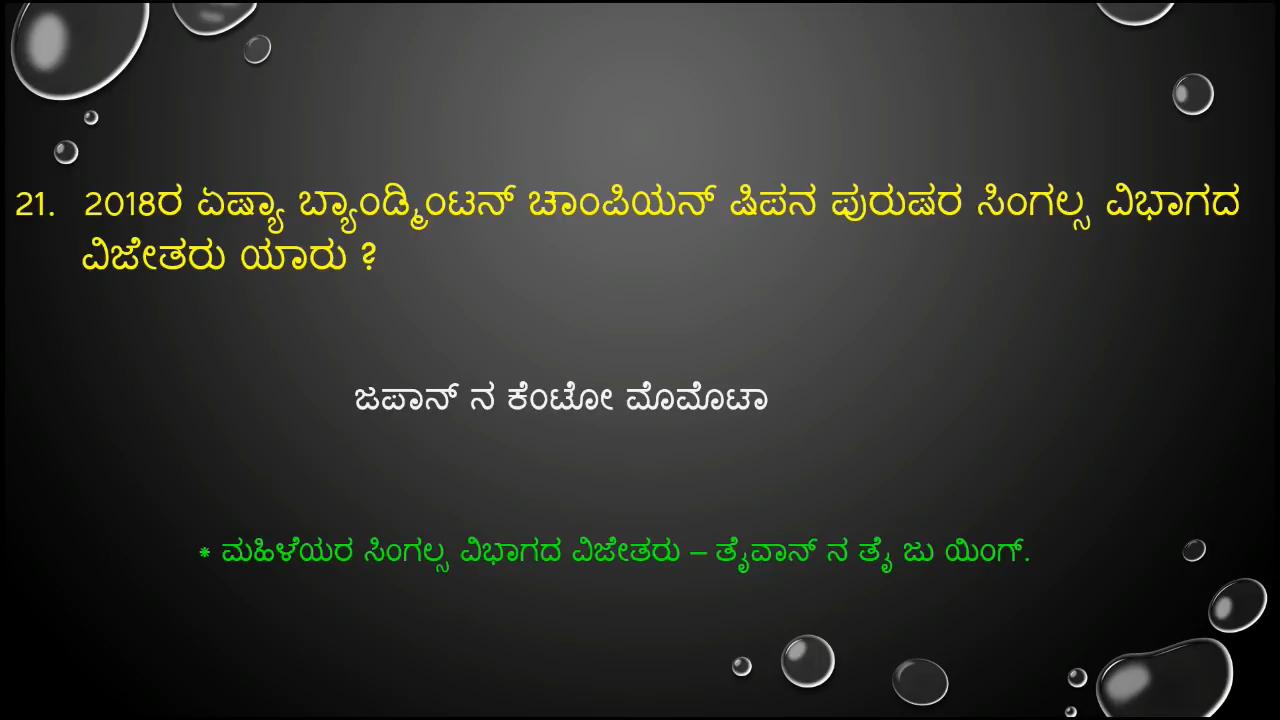 21. 2018ರ ಏಷ್ಯಾ ಬ್ಯಾಂಡ್ಮಿಂಟನ್ ಚಾಂಪಿಯನ್ ಷಿಪನ ಪುರುಷರ ಸಿಂಗಲ್ಸ ವಿಭಾಗದ
ವಿಜೇತರು ಯಾರು ?
ಜಪಾನ್ ನ ಕೆಂಟೋ ಮೊಮೊಟಾ
* ಮಹಿಳೆಯರ ಸಿಂಗಲ್ಸ ವಿಭಾಗದ ವಿಜೇತರು – ತೈವಾನ್ ನ ತೈ ಜು ಯಿಂಗ್.